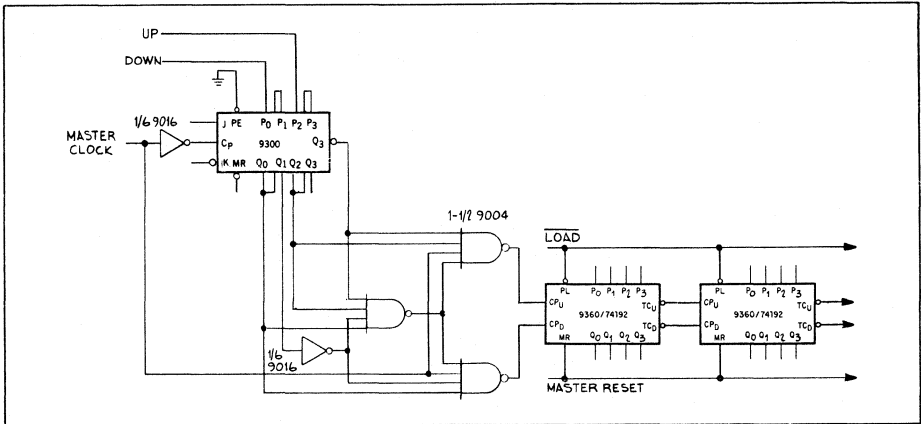 UP
DOWN
1/6 9016
J PE P0 P1 P2 P3
MASTER
CLOCK
CP 9300 Q3
K MR Q0 Q1 Q2 Q3
1-1/2 9004
LOAD
PL P0 P1 P2 P3
CPU TCU
9360/74192
CPD TCD
MR Q0 Q1 Q2 Q3
PL P0 P1 P2 P3
CPU TCU
9360/74192
CPD TCD
MR Q0 Q1 Q2 Q3
1/6
9016
MASTER RESET